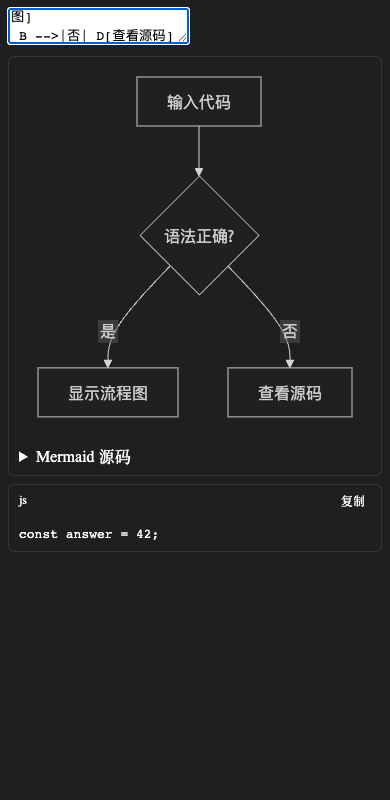 图]
B -->|否| D[查看源码]
输入代码
语法正确?
是
否
显示流程图
查看源码
Mermaid 源码
js
复制
const answer = 42;